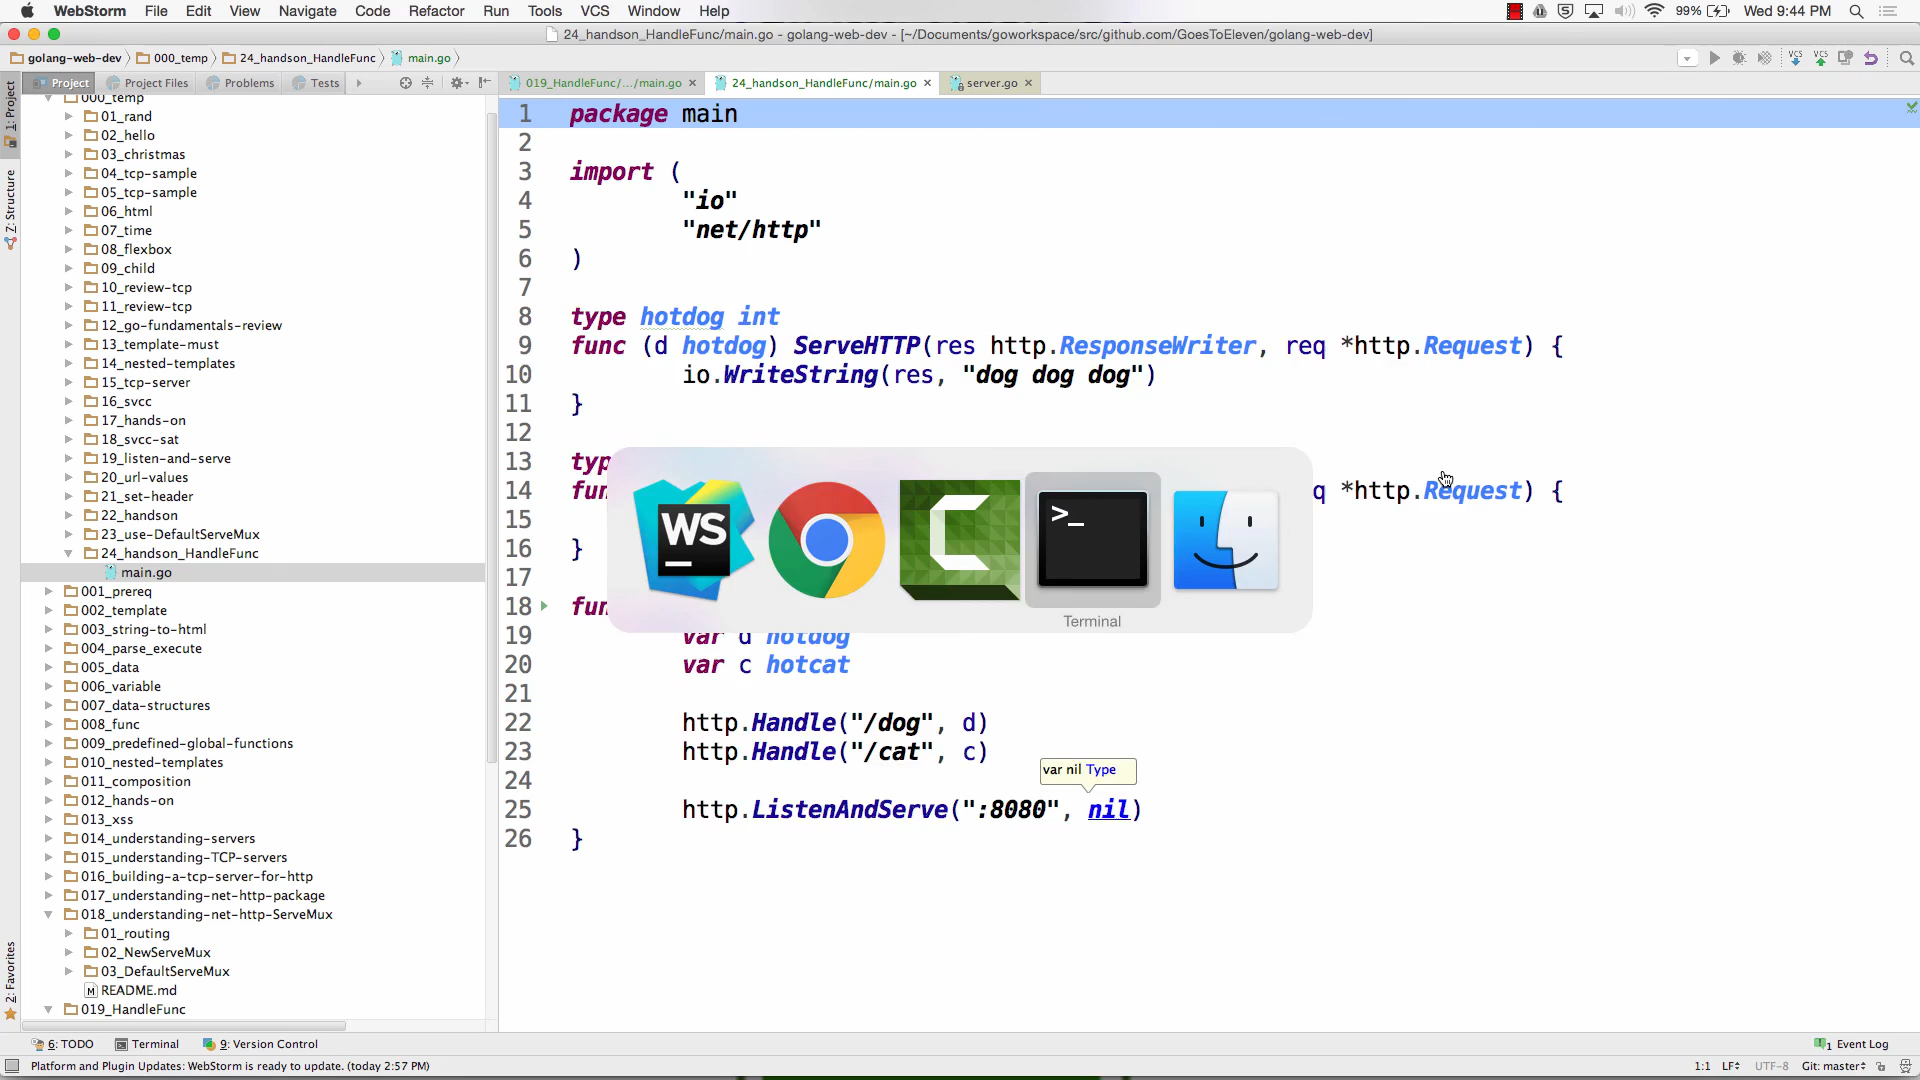 WebStorm File Edit View Navigate Code Refactor Run Tools VCS Window Help 99% Wed 9:44 PM
24_handson_HandleFunc/main.go - golang-web-dev - [~/Documents/goworkspace/src/github.com/GoesToEleven/golang-web-dev]
golang-web-dev 000_temp 24_handson_HandleFunc main.go
Project Project Files Problems Tests
019_HandleFunc/.../main.go 24_handson_HandleFunc/main.go server.go
1: Project
Z: Structure
2: Favorites
000_temp
01_rand
02_hello
03_christmas
04_tcp-sample
05_tcp-sample
06_html
07_time
08_flexbox
09_child
10_review-tcp
11_review-tcp
12_go-fundamentals-review
13_template-must
14_nested-templates
15_tcp-server
16_svcc
17_hands-on
18_svcc-sat
19_listen-and-serve
20_url-values
21_set-header
22_handson
23_use-DefaultServeMux
24_handson_HandleFunc
main.go
001_prereq
002_template
003_string-to-html
004_parse_execute
005_data
006_variable
007_data-structures
008_func
009_predefined-global-functions
010_nested-templates
011_composition
012_hands-on
013_xss
014_understanding-servers
015_understanding-TCP-servers
016_building-a-tcp-server-for-http
017_understanding-net-http-package
018_understanding-net-http-ServeMux
01_routing
02_NewServeMux
03_DefaultServeMux
README.md
019_HandleFunc
1 package main
2
3 import (
4 "io"
5 "net/http"
6 )
7
8 type hotdog int
9 func (d hotdog) ServeHTTP(res http.ResponseWriter, req *http.Request) {
10 io.WriteString(res, "dog dog dog")
11 }
12
13 typ
14 fun q *http.Request) {
15
16 }
17
18 fun
19 var d hotdog
20 var c hotcat
21
22 http.Handle("/dog", d)
23 http.Handle("/cat", c)
24
var nil Type
25 http.ListenAndServe(":8080", nil)
26 }
WS
C
>_
Terminal
6: TODO Terminal 9: Version Control 1 Event Log
Platform and Plugin Updates: WebStorm is ready to update. (today 2:57 PM) 1:1 LF UTF-8 Git: master